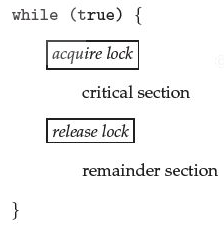 while (true) {
acquire lock
critical section
release lock
remainder section
}